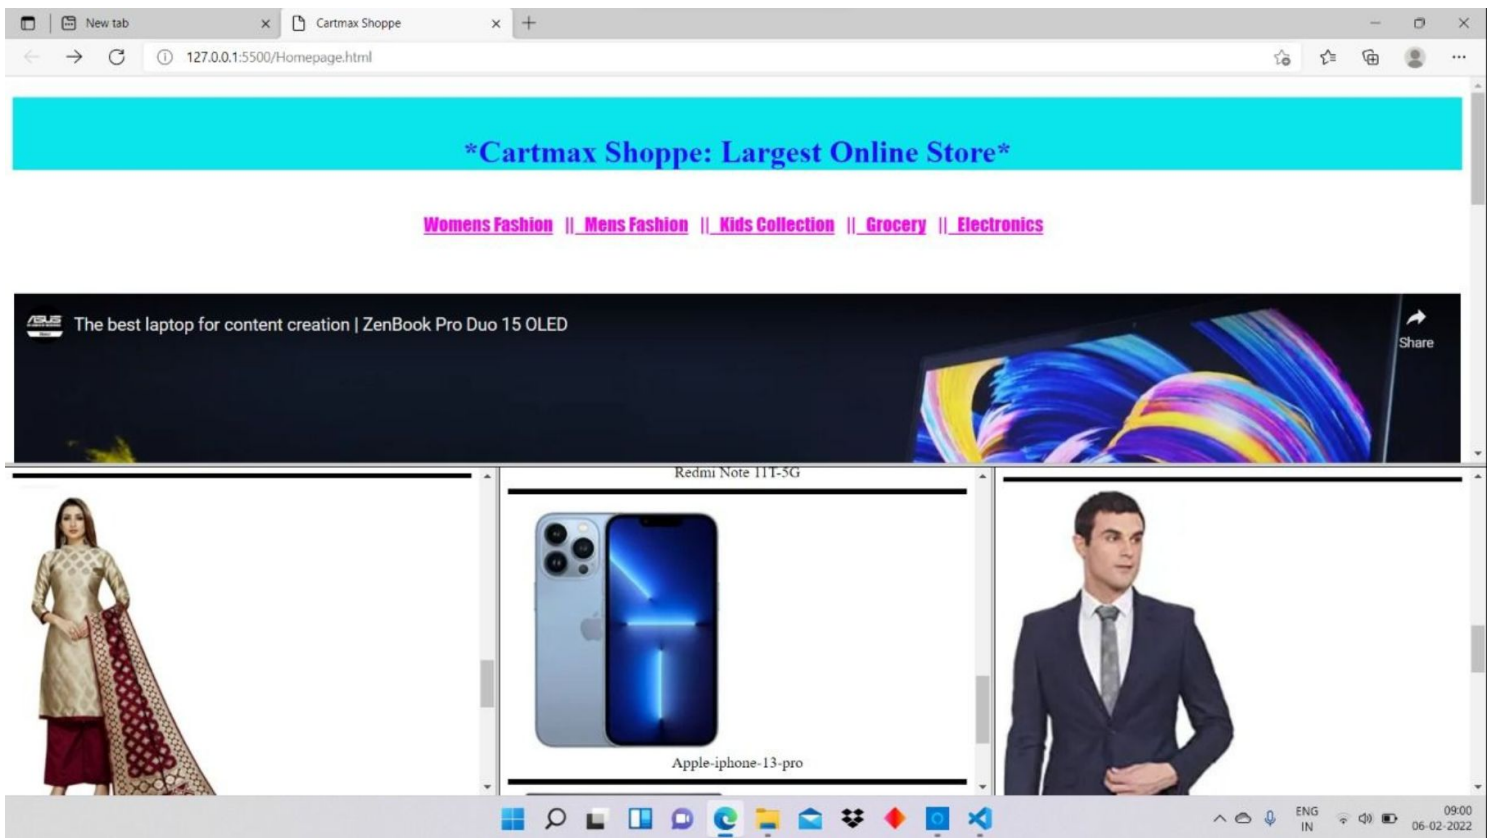 New tab
Cartmax Shoppe
127.0.0.1:5500/Homepage.html
*Cartmax Shoppe: Largest Online Store*
Womens Fashion || Mens Fashion || Kids Collection || Grocery || Electronics
ASUS The best laptop for content creation | ZenBook Pro Duo 15 OLED
Share
Redmi Note 11T-5G
Apple-iphone-13-pro
ENG
IN
09:00
06-02-2022